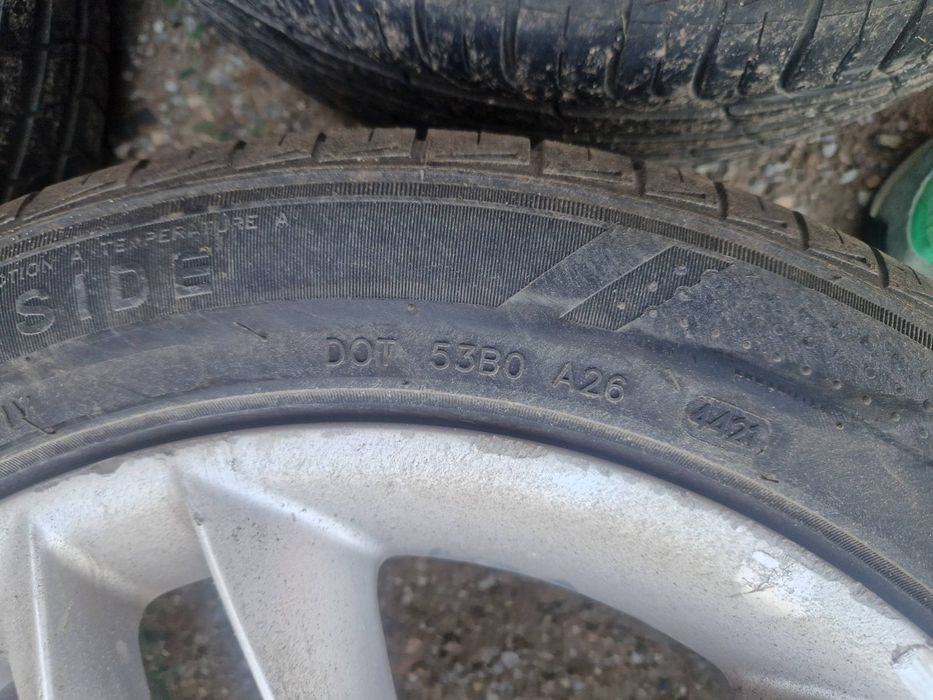 TEMPERATURE A
SIDE
DOT 53B0 A26
4421